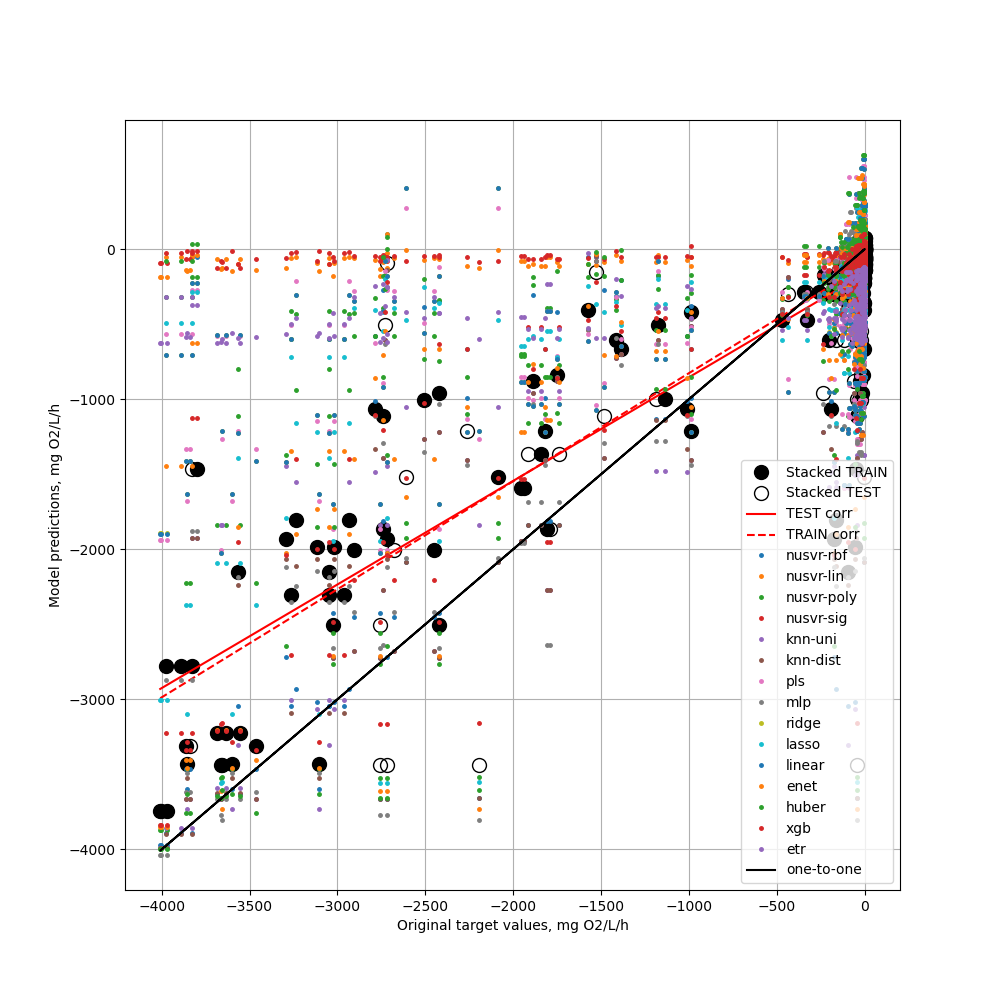 0
−1000
−2000
−3000
−4000
Model predictions, mg O2/L/h
−4000
−3500
−3000
−2500
−2000
−1500
−1000
−500
0
Original target values, mg O2/L/h
Stacked TRAIN
Stacked TEST
TEST corr
TRAIN corr
nusvr-rbf
nusvr-lin
nusvr-poly
nusvr-sig
knn-uni
knn-dist
pls
mlp
ridge
lasso
linear
enet
huber
xgb
etr
one-to-one